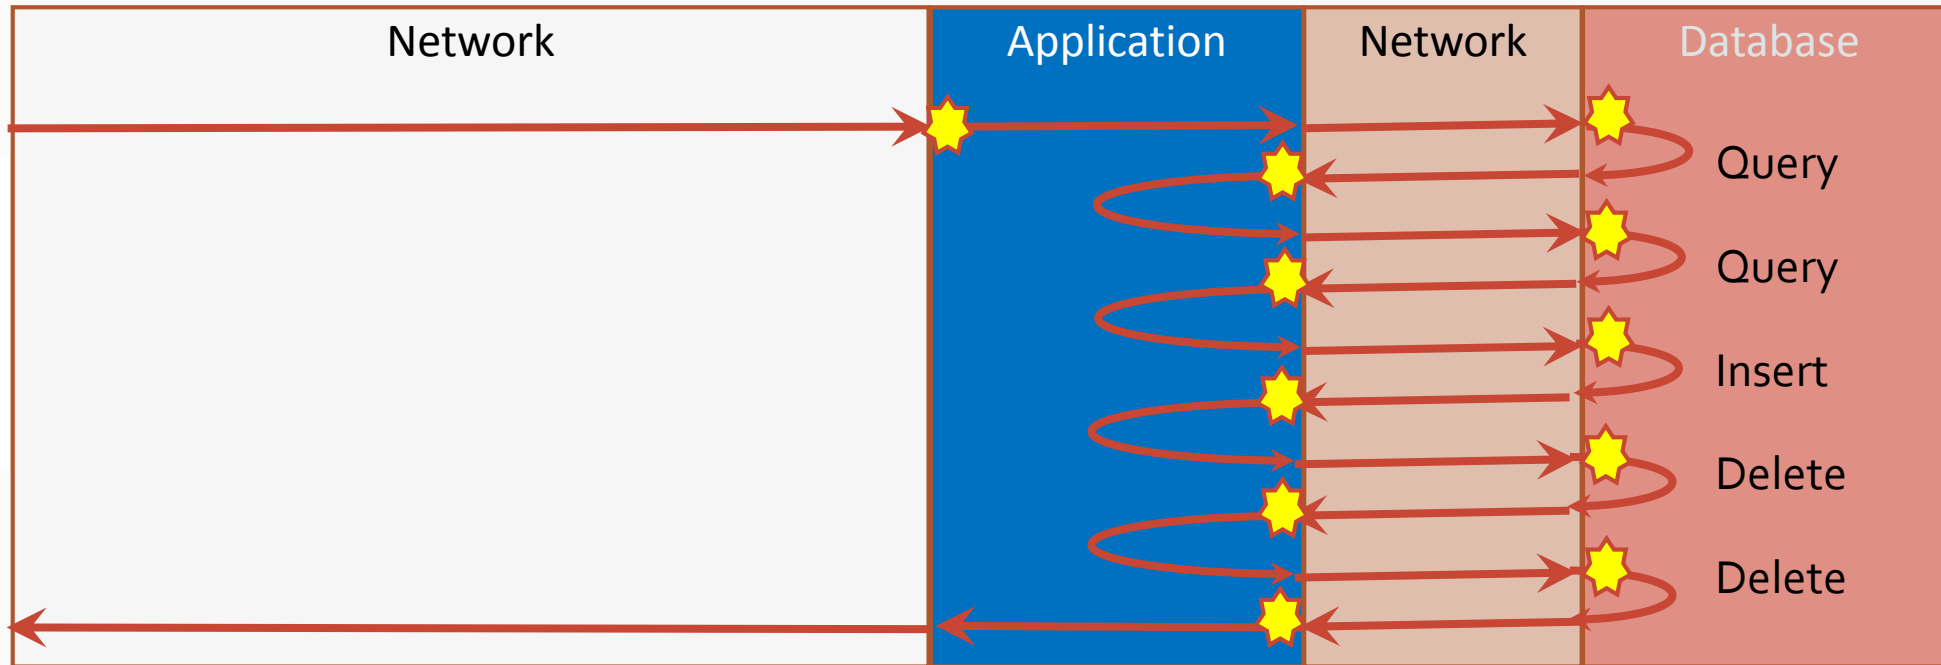 Network
Application
Network
Database
Query
Query
Insert
Delete
Delete